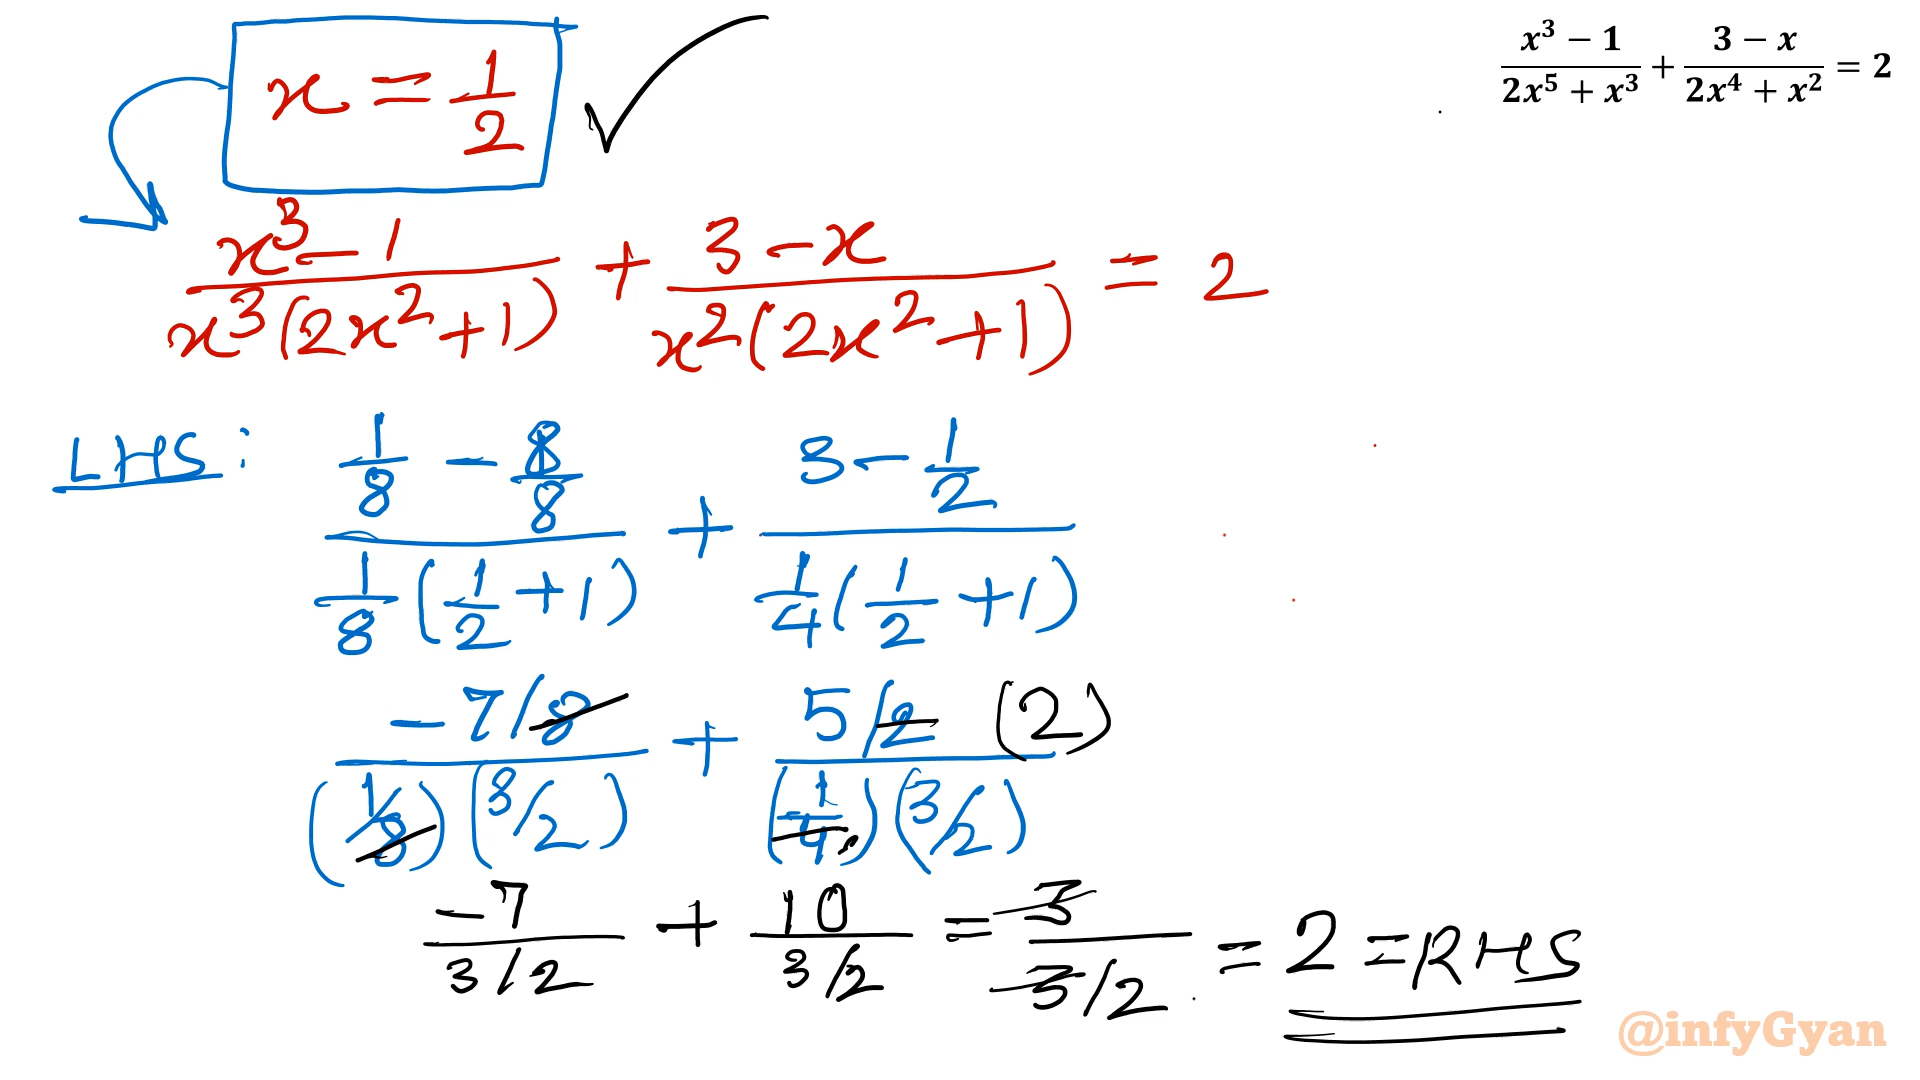 x = 1/2 ✓
(x³ − 1)/(2x⁵ + x³) + (3 − x)/(2x⁴ + x²) = 2
(x³ − 1)/(x³(2x² + 1)) + (3 − x)/(x²(2x² + 1)) = 2
LHS: (1/8 − 8/8)/(1/8(1/2 + 1)) + (3 − 1/2)/(1/4(1/2 + 1))
(−7/8)/((1/8)(3/2)) + (5/2 (2))/((1/4)(3/2))
−7/(3/2) + 10/(3/2) = 3/(3/2) = 2 = RHS
@infyGyan